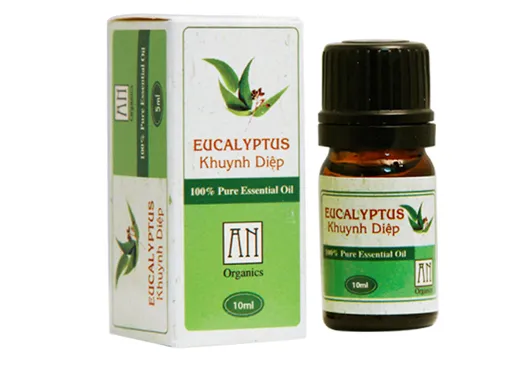 100% Pure Essential Oil
5ml
AN
Organics
EUCALYPTUS
Khuynh Diệp
EUCALYPTUS
Khuynh Diệp
100% Pure Essential Oil
AN
Organics
10ml
EUCALYPTUS
Khuynh Diệp
100% Pure Essential Oil
AN
10ml